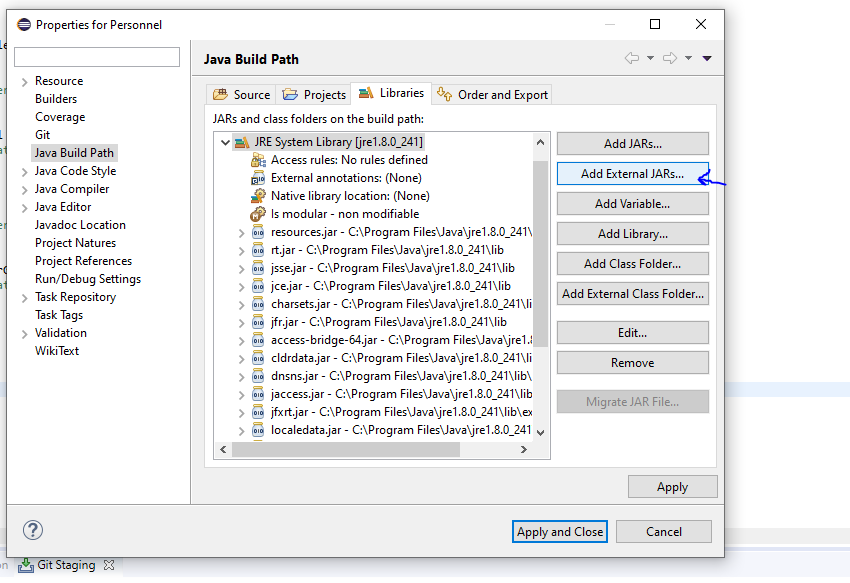 Properties for Personnel
Java Build Path
Resource
Builders
Coverage
Git
Java Build Path
Java Code Style
Java Compiler
Java Editor
Javadoc Location
Project Natures
Project References
Run/Debug Settings
Task Repository
Task Tags
Validation
WikiText
Source Projects Libraries Order and Export
JARs and class folders on the build path:
JRE System Library [jre1.8.0_241]
Access rules: No rules defined
External annotations: (None)
Native library location: (None)
Is modular - non modifiable
resources.jar - C:\Program Files\Java\jre1.8.0_241\
rt.jar - C:\Program Files\Java\jre1.8.0_241\lib
jsse.jar - C:\Program Files\Java\jre1.8.0_241\lib
jce.jar - C:\Program Files\Java\jre1.8.0_241\lib
charsets.jar - C:\Program Files\Java\jre1.8.0_241\li
jfr.jar - C:\Program Files\Java\jre1.8.0_241\lib
access-bridge-64.jar - C:\Program Files\Java\jre1.8
cldrdata.jar - C:\Program Files\Java\jre1.8.0_241\li
dnsns.jar - C:\Program Files\Java\jre1.8.0_241\lib\
jaccess.jar - C:\Program Files\Java\jre1.8.0_241\lib
jfxrt.jar - C:\Program Files\Java\jre1.8.0_241\lib\ex
localedata.jar - C:\Program Files\Java\jre1.8.0_241
Add JARs...
Add External JARs...
Add Variable...
Add Library...
Add Class Folder...
Add External Class Folder...
Edit...
Remove
Migrate JAR File...
Apply
Apply and Close Cancel
Git Staging